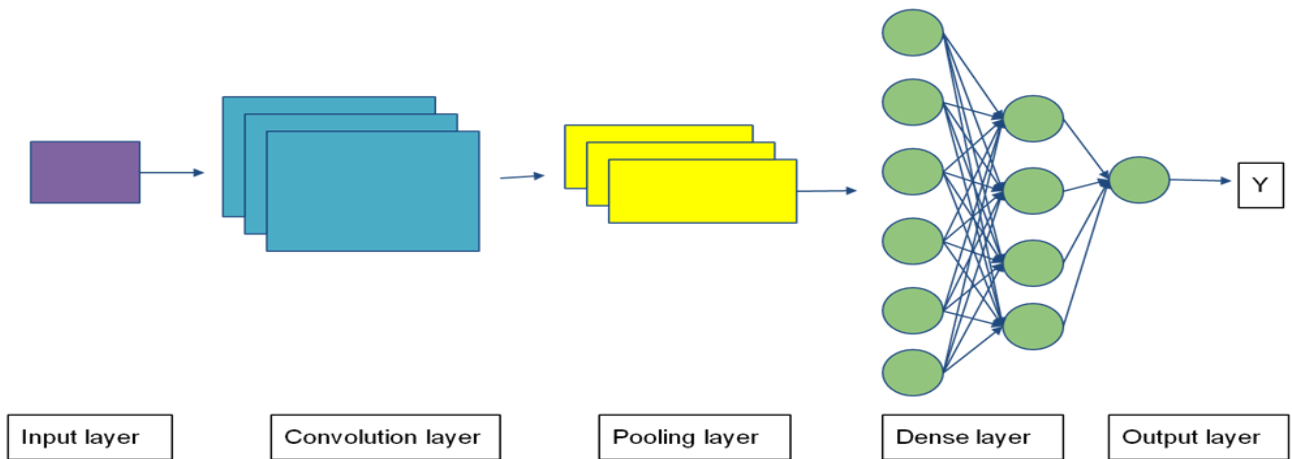 Y
Input layer
Convolution layer
Pooling layer
Dense layer
Output layer